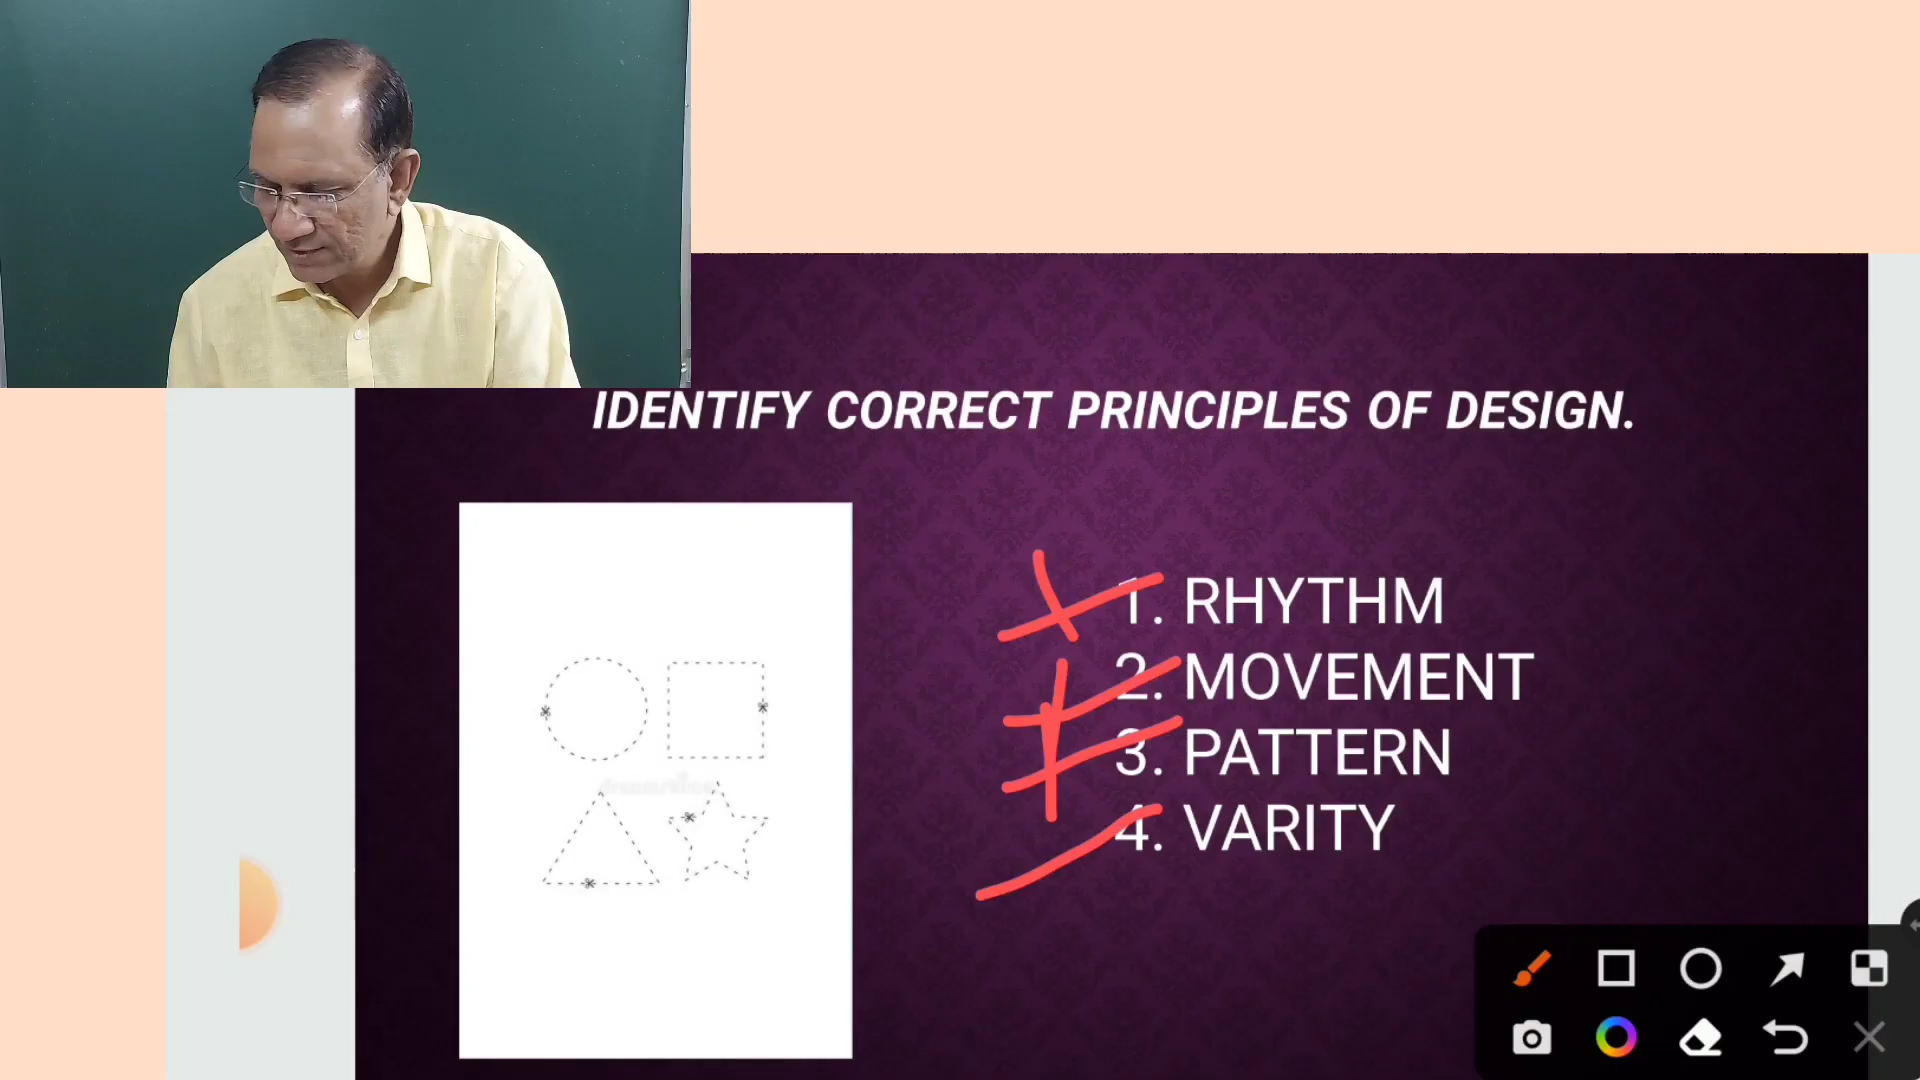 IDENTIFY CORRECT PRINCIPLES OF DESIGN.
1. RHYTHM
2. MOVEMENT
3. PATTERN
4. VARITY